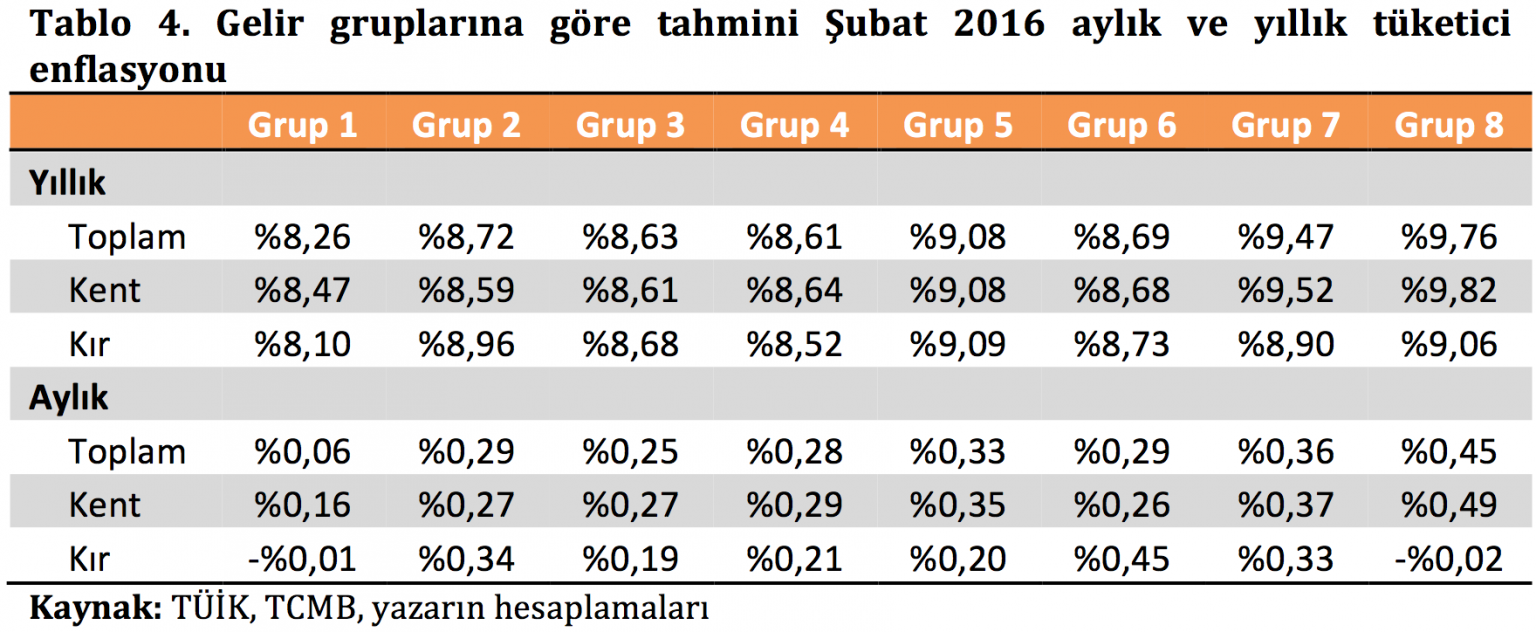 Tablo 4. Gelir gruplarına göre tahmini Şubat 2016 aylık ve yıllık tüketici
enflasyonu
Grup 1 Grup 2 Grup 3 Grup 4 Grup 5 Grup 6 Grup 7 Grup 8
Yıllık
Toplam %8,26 %8,72 %8,63 %8,61 %9,08 %8,69 %9,47 %9,76
Kent %8,47 %8,59 %8,61 %8,64 %9,08 %8,68 %9,52 %9,82
Kır %8,10 %8,96 %8,68 %8,52 %9,09 %8,73 %8,90 %9,06
Aylık
Toplam %0,06 %0,29 %0,25 %0,28 %0,33 %0,29 %0,36 %0,45
Kent %0,16 %0,27 %0,27 %0,29 %0,35 %0,26 %0,37 %0,49
Kır -%0,01 %0,34 %0,19 %0,21 %0,20 %0,45 %0,33 -%0,02
Kaynak: TÜİK, TCMB, yazarın hesaplamaları